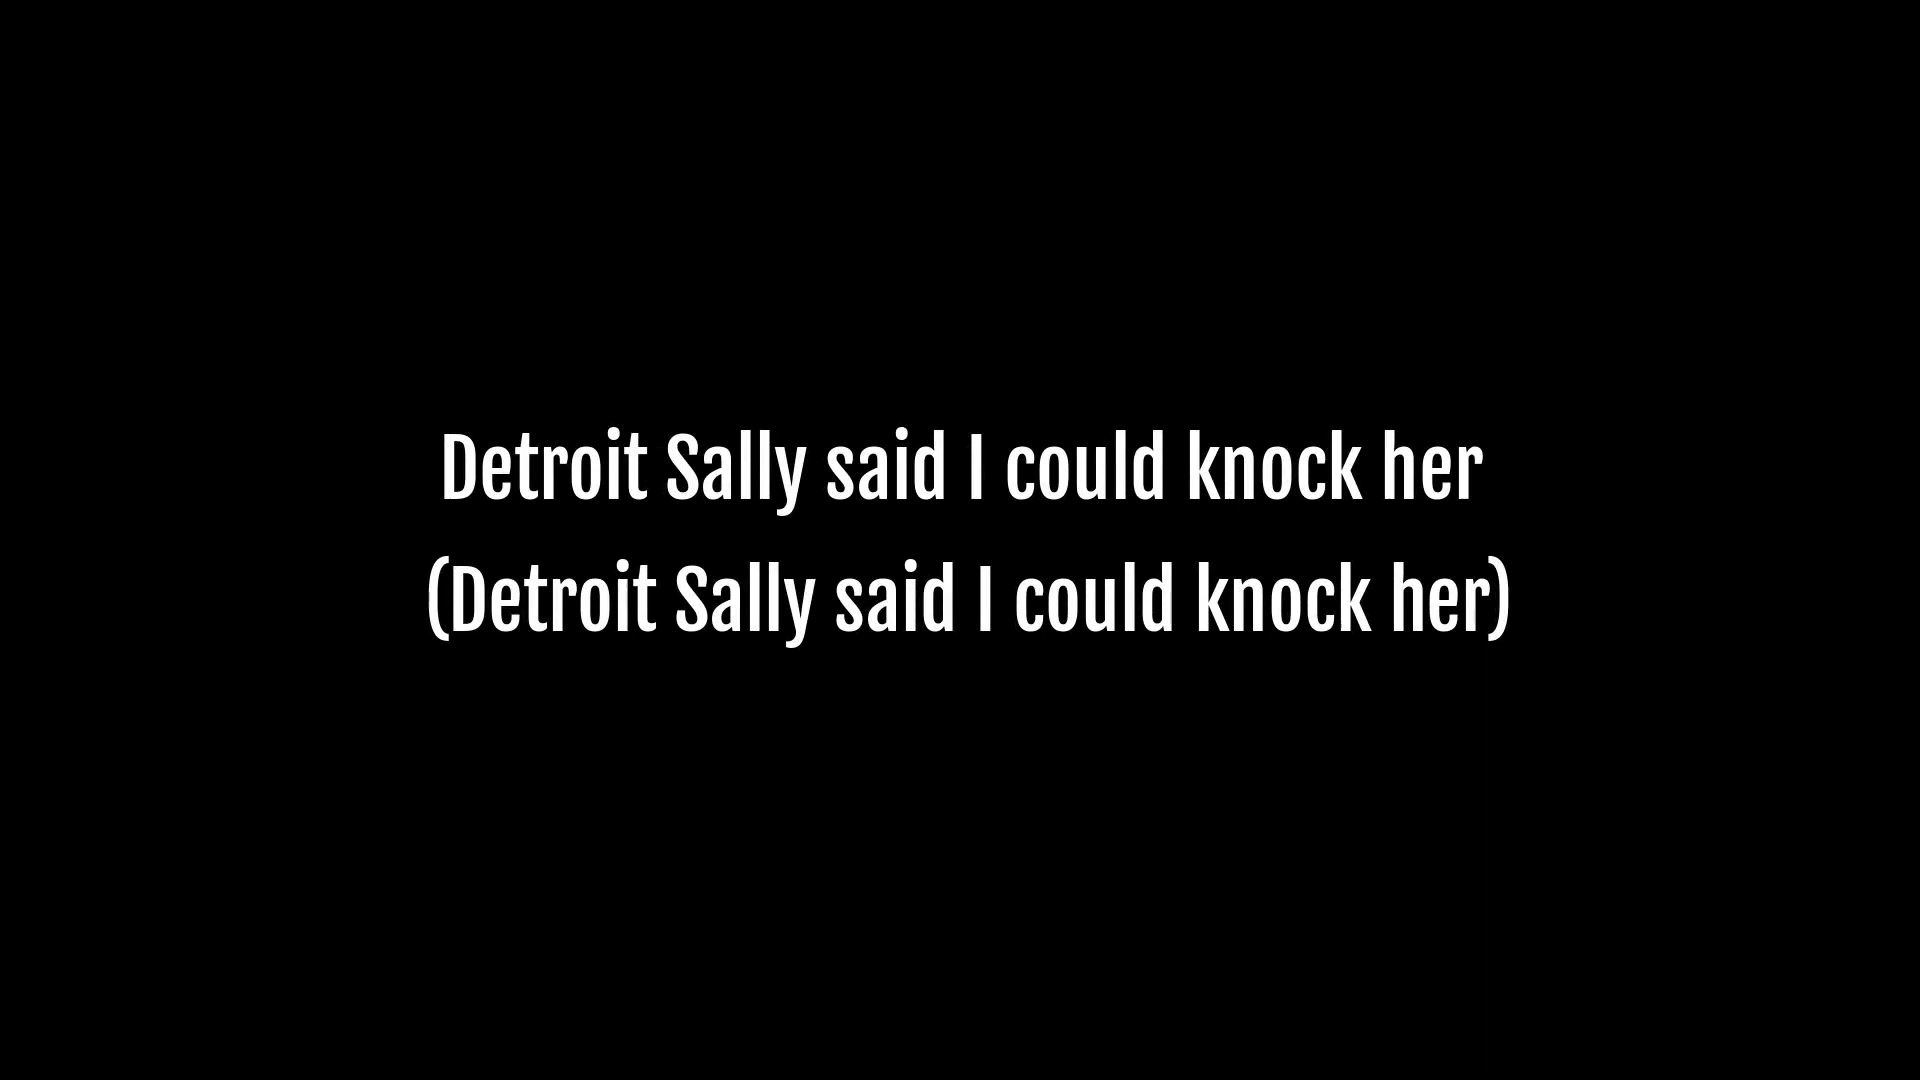 Detroit Sally said I could knock her
(Detroit Sally said I could knock her)